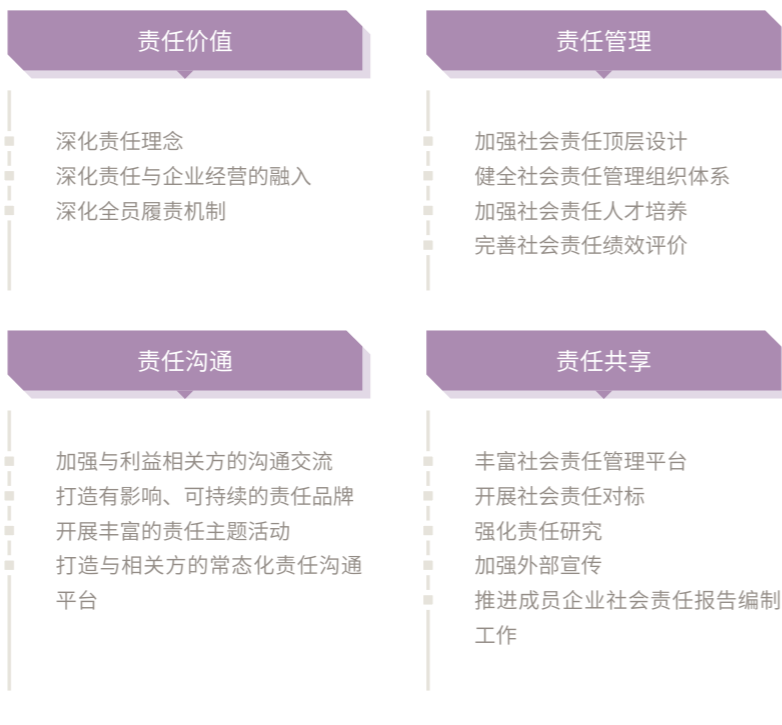 责任价值
深化责任理念
深化责任与企业经营的融入
深化全员履责机制
责任管理
加强社会责任顶层设计
健全社会责任管理组织体系
加强社会责任人才培养
完善社会责任绩效评价
责任沟通
加强与利益相关方的沟通交流
打造有影响、可持续的责任品牌
开展丰富的责任主题活动
打造与相关方的常态化责任沟通
平台
责任共享
丰富社会责任管理平台
开展社会责任对标
强化责任研究
加强外部宣传
推进成员企业社会责任报告编制
工作